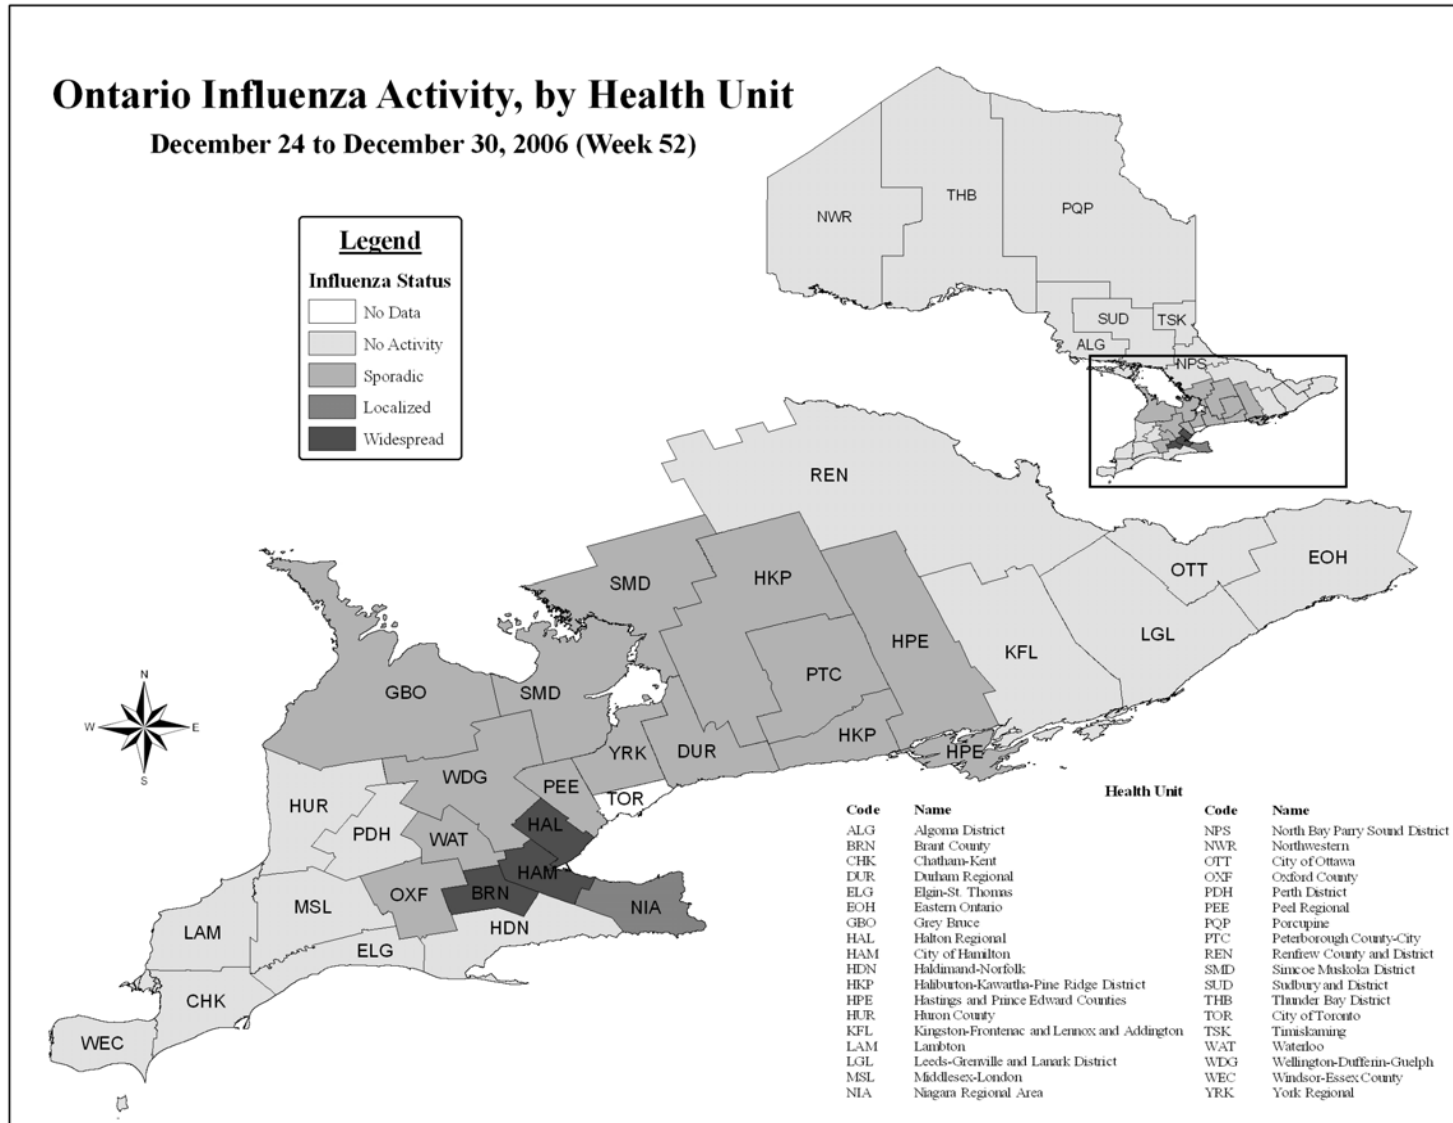 Ontario Influenza Activity, by Health Unit
December 24 to December 30, 2006 (Week 52)
Legend
Influenza Status
No Data
No Activity
Sporadic
Localized
Widespread
NWR
THB
PQP
SUD
TSK
ALG
NPS
REN
OTT
EOH
SMD
HKP
HPE
KFL
LGL
PTC
GBO
SMD
YRK
DUR
HKP
HPE
WDG
PEE
TOR
HUR
PDH
WAT
HAL
HAM
BRN
OXF
MSL
NIA
HDN
LAM
ELG
CHK
WEC
N
W
E
S
Health Unit
Code Name Code Name
ALG Algoma District NPS North Bay Parry Sound District
BRN Brant County NWR Northwestern
CHK Chatham-Kent OTT City of Ottawa
DUR Durham Regional OXF Oxford County
ELG Elgin-St. Thomas PDH Perth District
EOH Eastern Ontario PEE Peel Regional
GBO Grey Bruce PQP Porcupine
HAL Halton Regional PTC Peterborough County-City
HAM City of Hamilton REN Renfrew County and District
HDN Haldimand-Norfolk SMD Simcoe Muskoka District
HKP Haliburton-Kawartha-Pine Ridge District SUD Sudbury and District
HPE Hastings and Prince Edward Counties THB Thunder Bay District
HUR Huron County TOR City of Toronto
KFL Kingston-Frontenac and Lennox and Addington TSK Timiskaming
LAM Lambton WAT Waterloo
LGL Leeds-Grenville and Lanark District WDG Wellington-Dufferin-Guelph
MSL Middlesex-London WEC Windsor-Essex County
NIA Niagara Regional Area YRK York Regional